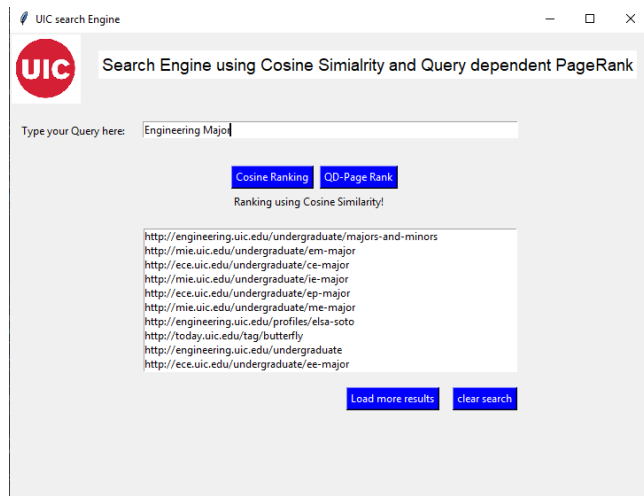 UIC search Engine
UIC
Search Engine using Cosine Simialrity and Query dependent PageRank
Type your Query here: Engineering Major
Cosine Ranking QD-Page Rank
Ranking using Cosine Similarity!
http://engineering.uic.edu/undergraduate/majors-and-minors
http://mie.uic.edu/undergraduate/em-major
http://ece.uic.edu/undergraduate/ce-major
http://mie.uic.edu/undergraduate/ie-major
http://ece.uic.edu/undergraduate/ep-major
http://mie.uic.edu/undergraduate/me-major
http://engineering.uic.edu/profiles/elsa-soto
http://today.uic.edu/tag/butterfly
http://engineering.uic.edu/undergraduate
http://ece.uic.edu/undergraduate/ee-major
Load more results clear search